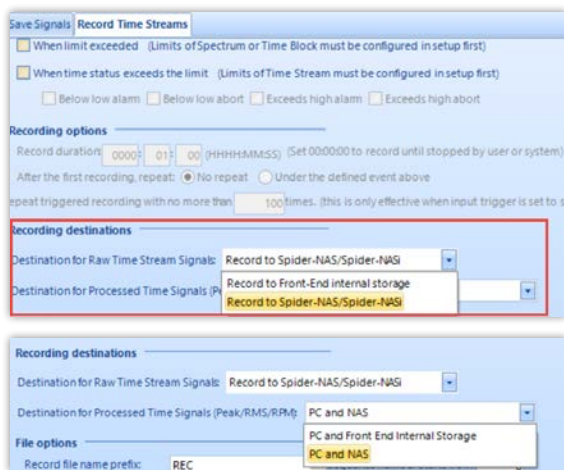 Save Signals Record Time Streams
When limit exceeded (Limits of Spectrum or Time Block must be configured in setup first)
When time status exceeds the limit (Limits of Time Stream must be configured in setup first)
Below low alarm Below low abort Exceeds high alarm Exceeds high abort
Recording options
Record duration: 0000: 01: 00 (HHHH:MM:SS) (Set 00:00:00 to record until stopped by user or system)
After the first recording, repeat: No repeat Under the defined event above
epeat triggered recording with no more than 100 times. (this is only effective when input trigger is set to s
Recording destinations
Destination for Raw Time Stream Signals: Record to Spider-NAS/Spider-NASi
Record to Front-End internal storage
Destination for Processed Time Signals (Pe
Record to Spider-NAS/Spider-NASi
Recording destinations
Destination for Raw Time Stream Signals: Record to Spider-NAS/Spider-NASi
Destination for Processed Time Signals (Peak/RMS/RPM): PC and NAS
PC and Front End Internal Storage
File options
PC and NAS
Record file name prefix: REC